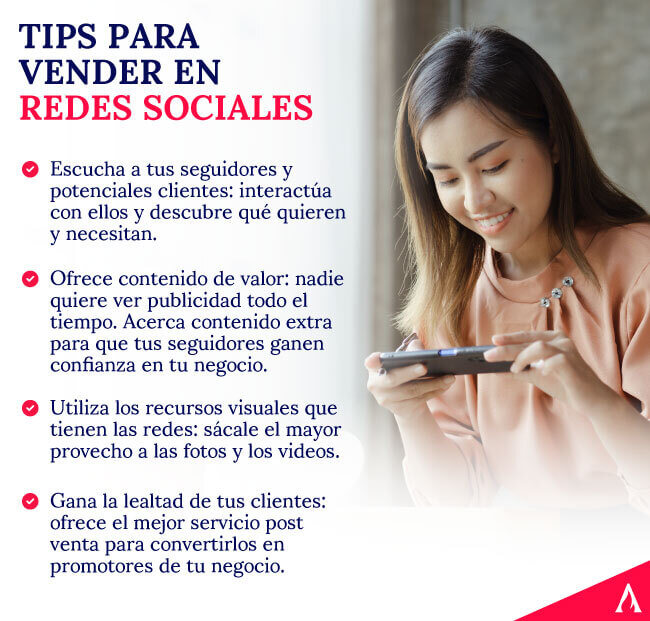 TIPS PARA
VENDER EN
REDES SOCIALES
Escucha a tus seguidores y
potenciales clientes: interactúa
con ellos y descubre qué quieren
y necesitan.
Ofrece contenido de valor: nadie
quiere ver publicidad todo el
tiempo. Acerca contenido extra
para que tus seguidores ganen
confianza en tu negocio.
Utiliza los recursos visuales que
tienen las redes: sácale el mayor
provecho a las fotos y los videos.
Gana la lealtad de tus clientes:
ofrece el mejor servicio post
venta para convertirlos en
promotores de tu negocio.